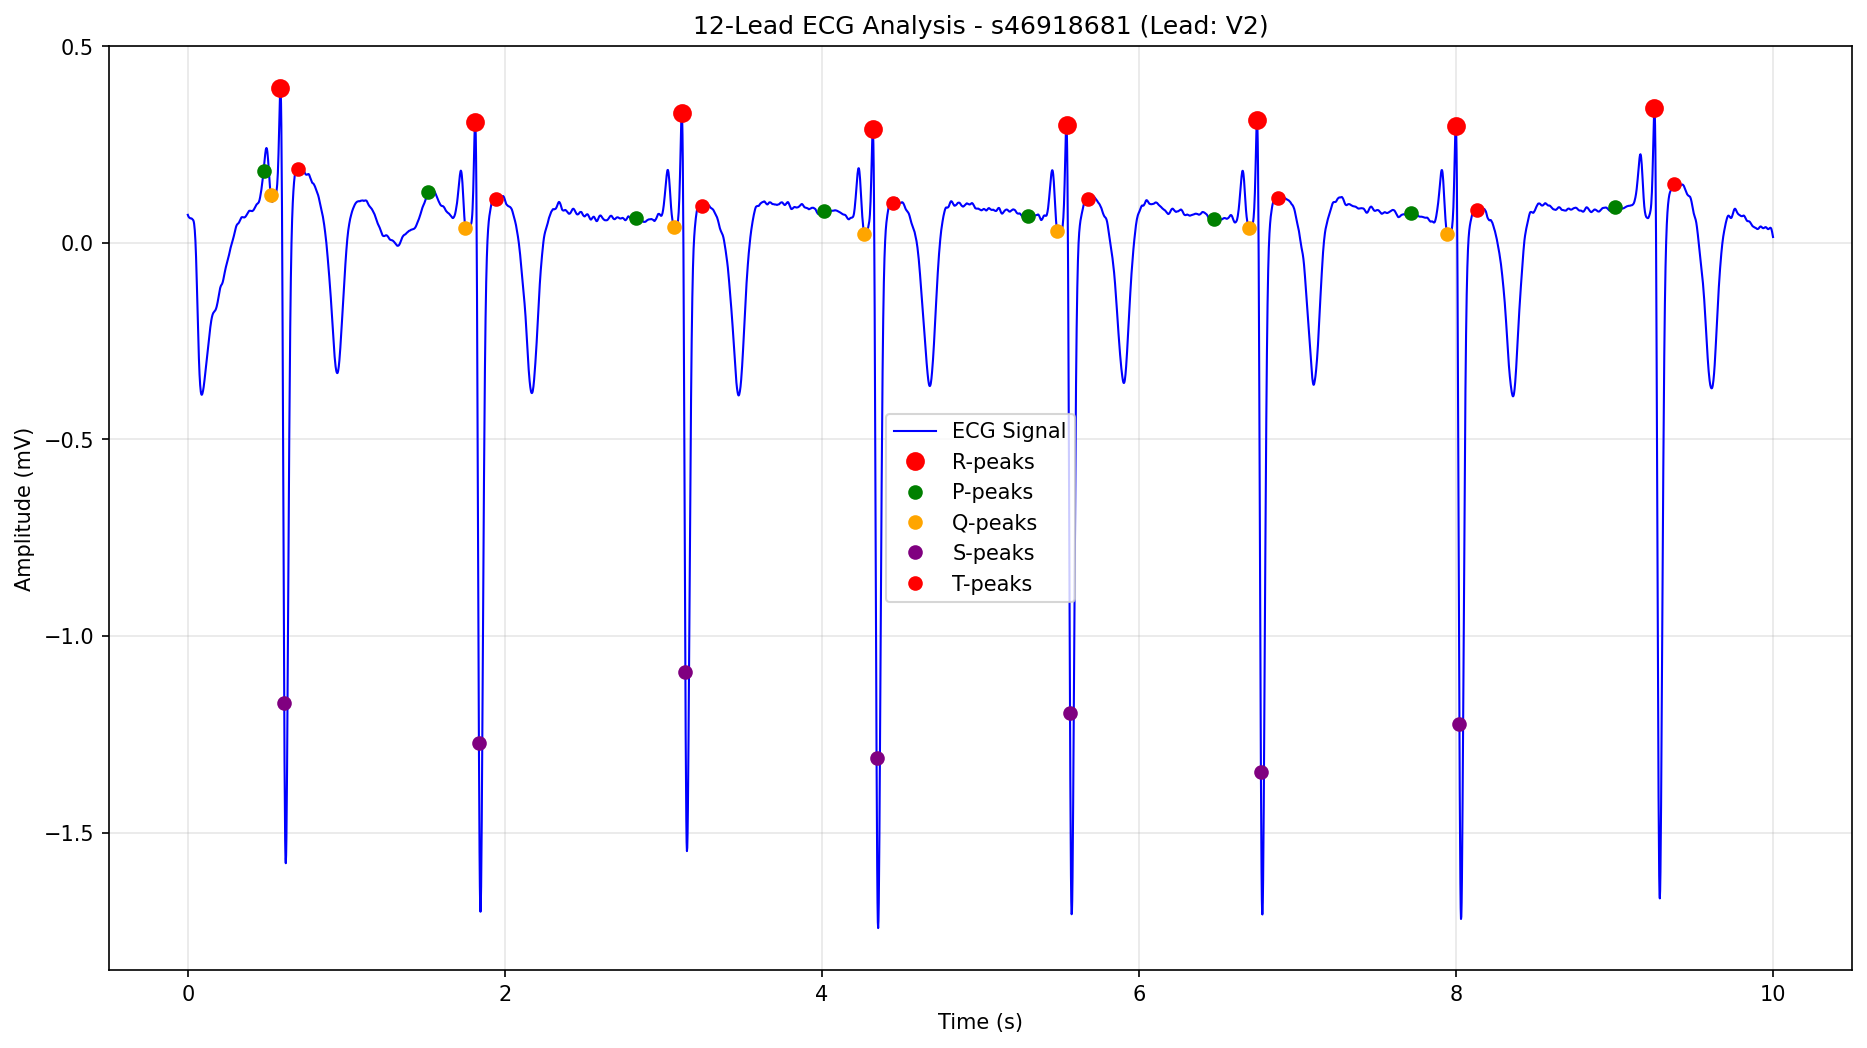 12-Lead ECG Analysis - s46918681 (Lead: V2)
Amplitude (mV)
0.5
0.0
−0.5
−1.0
−1.5
ECG Signal
R-peaks
P-peaks
Q-peaks
S-peaks
T-peaks
0 2 4 6 8 10
Time (s)